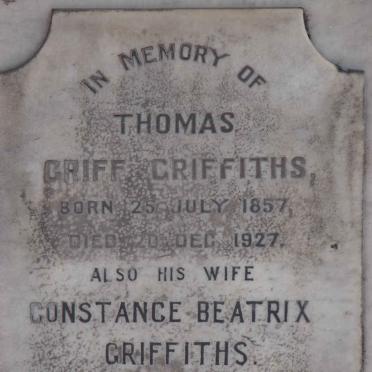 IN MEMORY OF
THOMAS
GRIFF GRIFFITHS,
BORN 25 JULY 1857,
DIED 20 DEC 1927.
ALSO HIS WIFE
CONSTANCE BEATRIX
GRIFFITHS.